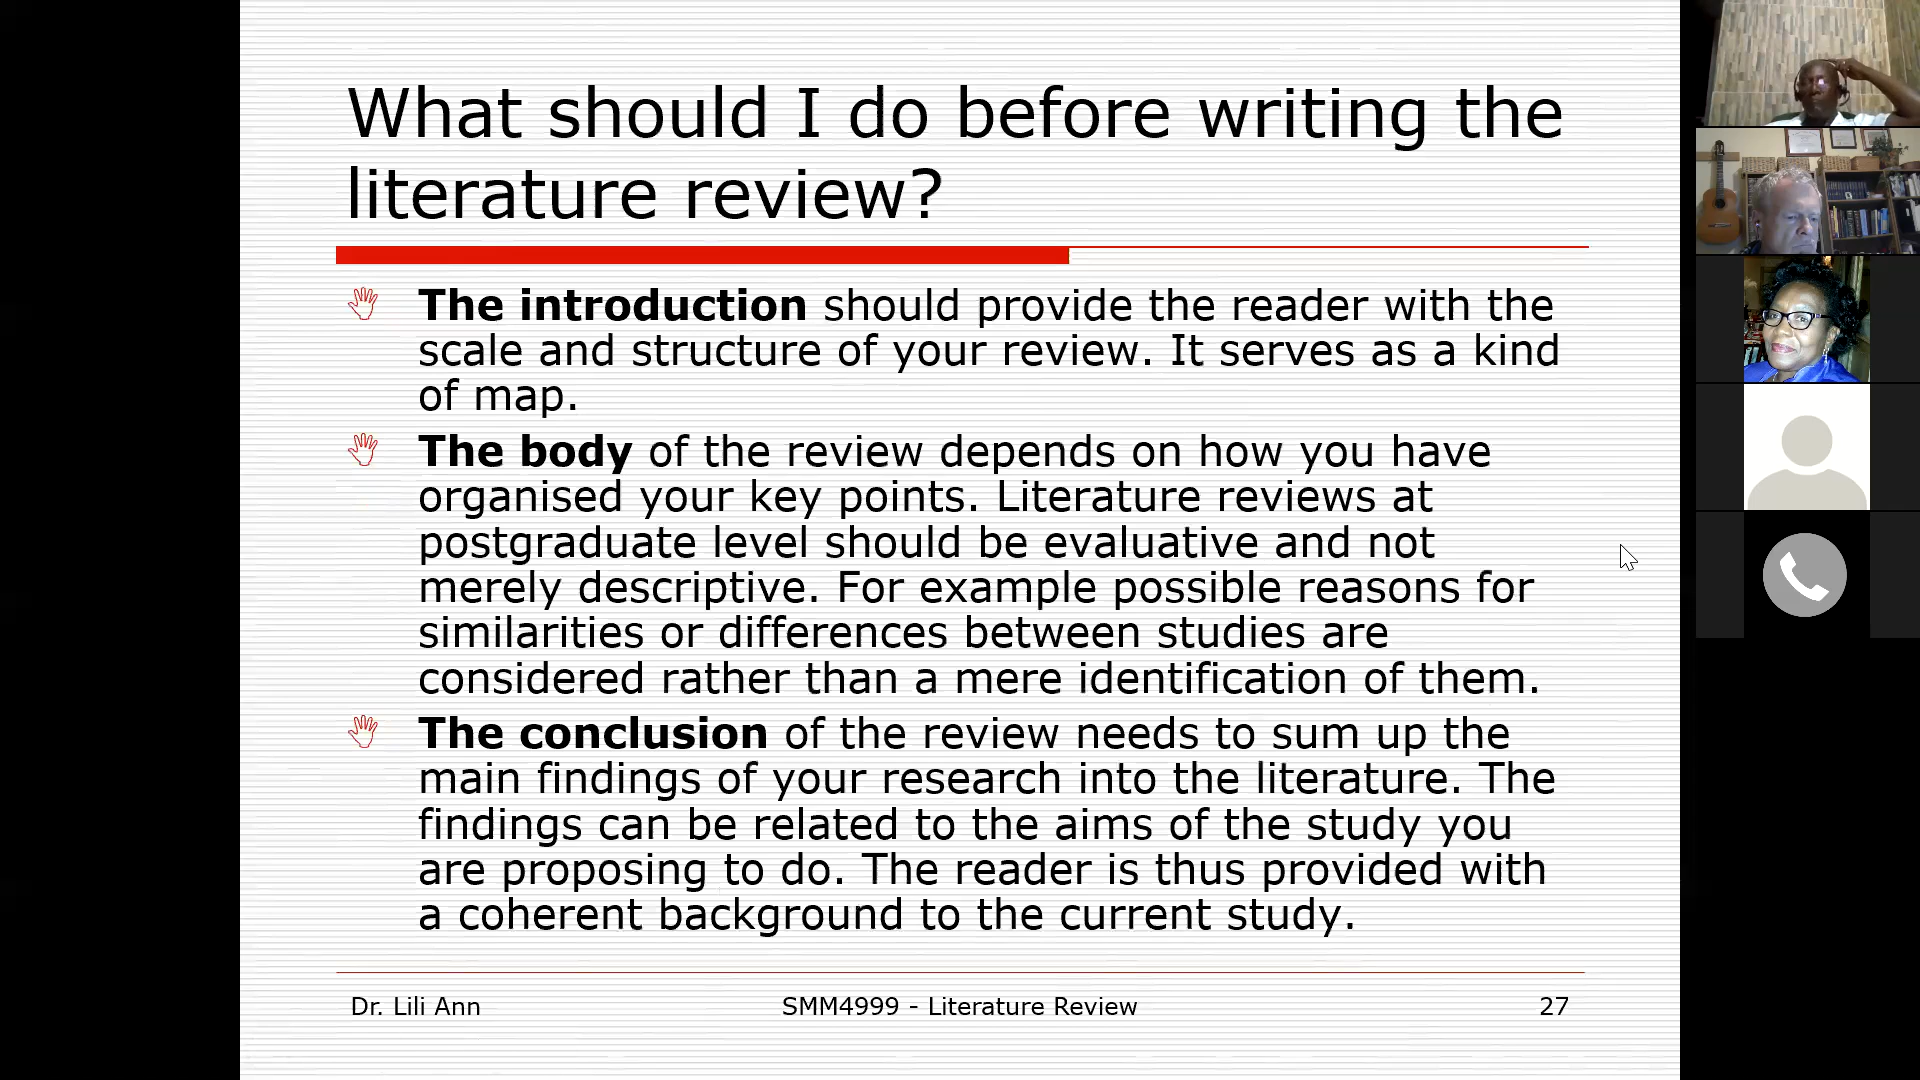 What should I do before writing the
literature review?
The introduction should provide the reader with the
scale and structure of your review. It serves as a kind
of map.
The body of the review depends on how you have
organised your key points. Literature reviews at
postgraduate level should be evaluative and not
merely descriptive. For example possible reasons for
similarities or differences between studies are
considered rather than a mere identification of them.
The conclusion of the review needs to sum up the
main findings of your research into the literature. The
findings can be related to the aims of the study you
are proposing to do. The reader is thus provided with
a coherent background to the current study.
Dr. Lili Ann
SMM4999 - Literature Review
27